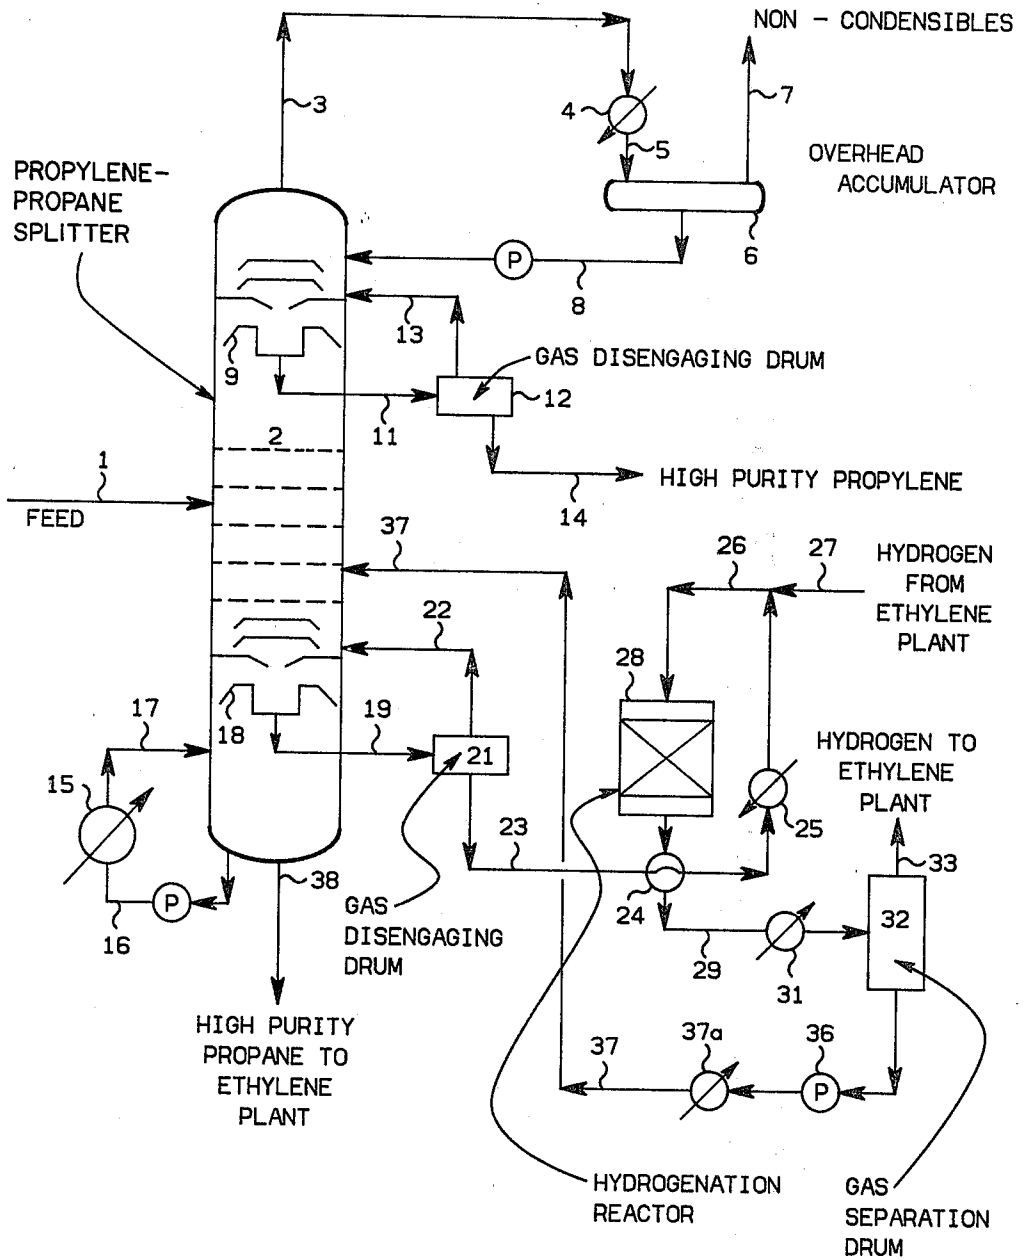 NON - CONDENSIBLES
3
4
7
5
OVERHEAD
ACCUMULATOR
PROPYLENE-
PROPANE
SPLITTER
6
P
8
13
GAS DISENGAGING DRUM
9
12
11
2
1
FEED
HIGH PURITY PROPYLENE
14
37
26
27
HYDROGEN
FROM
ETHYLENE
PLANT
22
28
17
18
19
21
HYDROGEN TO
ETHYLENE
PLANT
15
25
23
33
38
24
32
P
16
GAS
DISENGAGING
DRUM
29
31
HIGH PURITY
PROPANE TO
ETHYLENE
PLANT
37
37a
36
P
HYDROGENATION
REACTOR
GAS
SEPARATION
DRUM